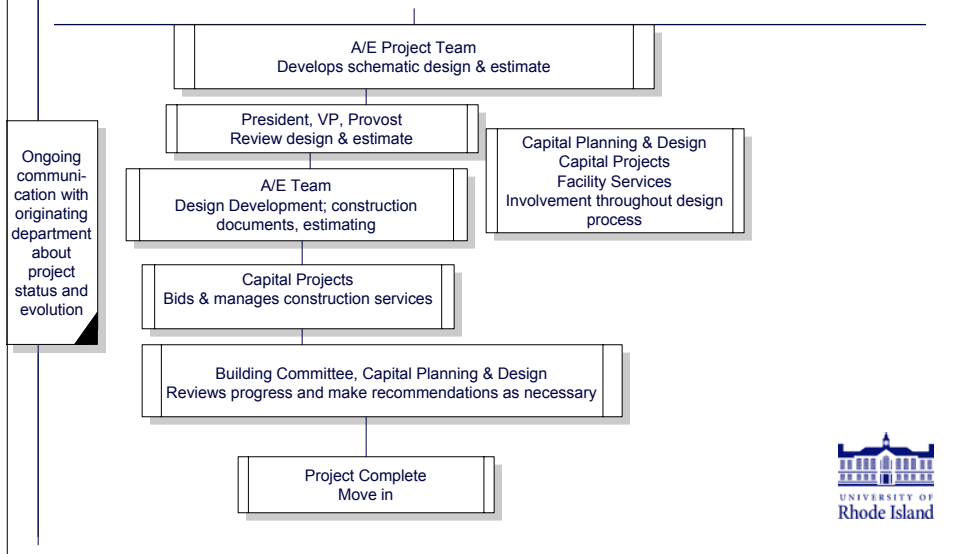 A/E Project Team
Develops schematic design & estimate
President, VP, Provost
Review design & estimate
Capital Planning & Design
Capital Projects
Facility Services
Involvement throughout design
process
Ongoing
communi-
cation with
originating
department
about
project
status and
evolution
A/E Team
Design Development; construction
documents, estimating
Capital Projects
Bids & manages construction services
Building Committee, Capital Planning & Design
Reviews progress and make recommendations as necessary
Project Complete
Move in
UNIVERSITY OF
Rhode Island